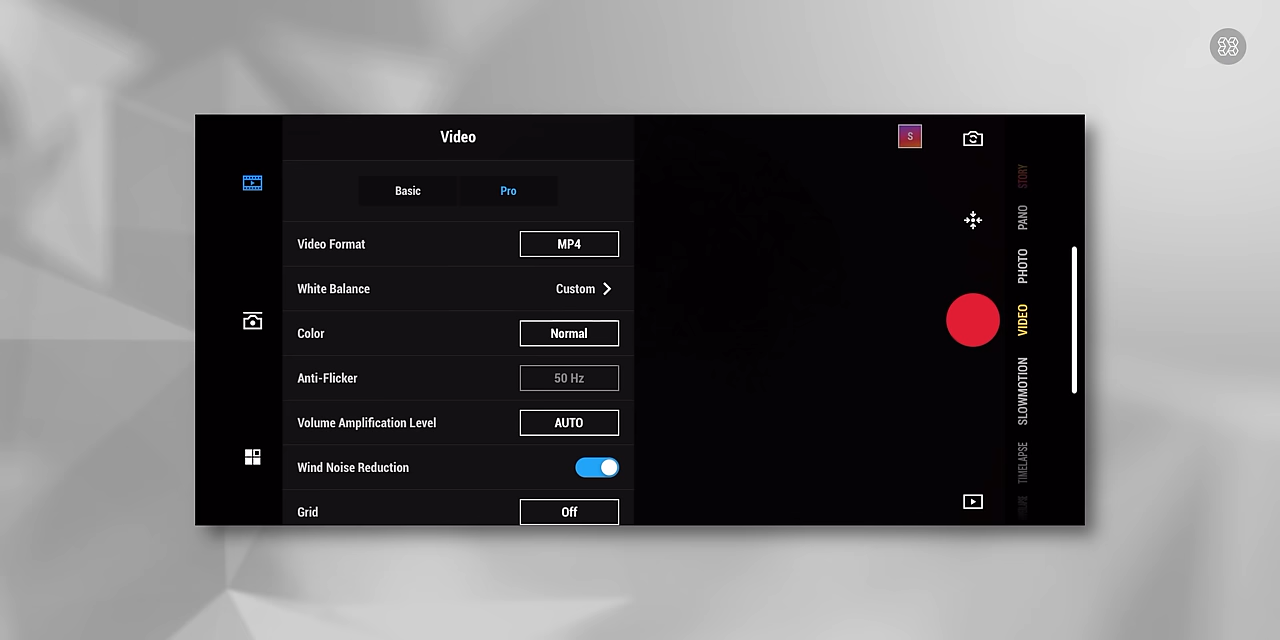 Video
Basic
Pro
Video Format
MP4
White Balance
Custom
Color
Normal
Anti-Flicker
50 Hz
Volume Amplification Level
AUTO
Wind Noise Reduction
Grid
Off
S
STORY
PANO
PHOTO
VIDEO
SLOWMOTION
TIMELAPSE